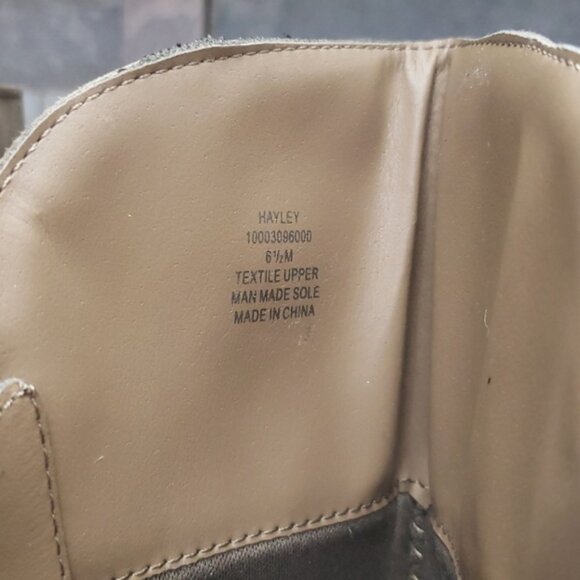 HAYLEY
10003096000
6½M
TEXTILE UPPER
MAN MADE SOLE
MADE IN CHINA